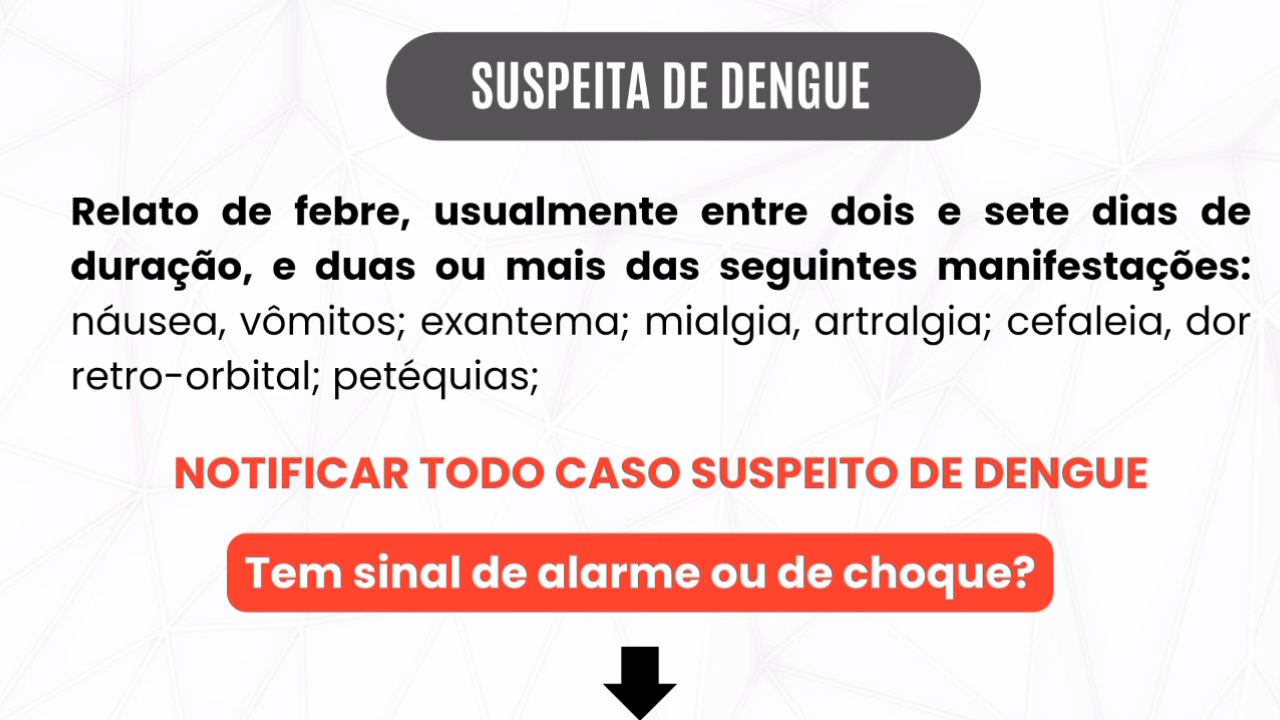 SUSPEITA DE DENGUE
Relato de febre, usualmente entre dois e sete dias de
duração, e duas ou mais das seguintes manifestações:
náusea, vômitos; exantema; mialgia, artralgia; cefaleia, dor
retro-orbital; petéquias;
NOTIFICAR TODO CASO SUSPEITO DE DENGUE
Tem sinal de alarme ou de choque?